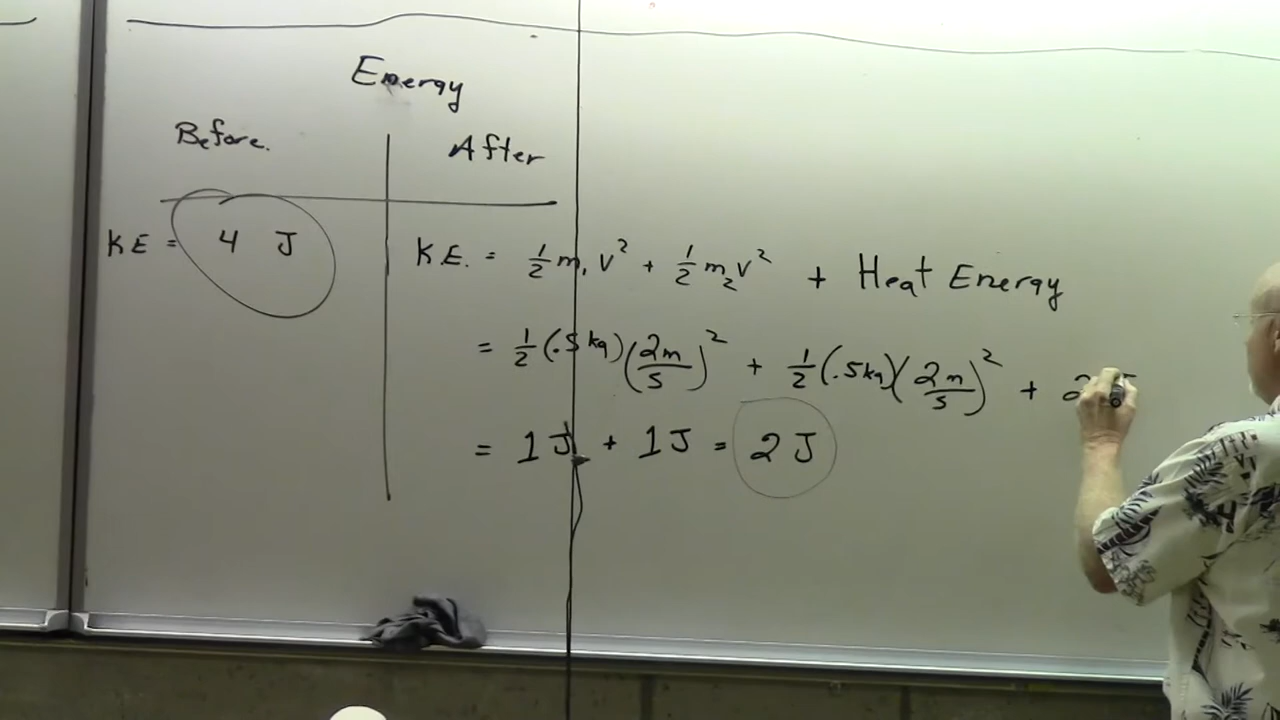 Energy
Before.
After
KE = 4 J
K.E. = 1/2 m₁ v² + 1/2 m₂ v² + Heat Energy
= 1/2 (.5 kg) (2m/s)² + 1/2 (.5kg) (2m/s)² +
= 1 J + 1 J = 2 J